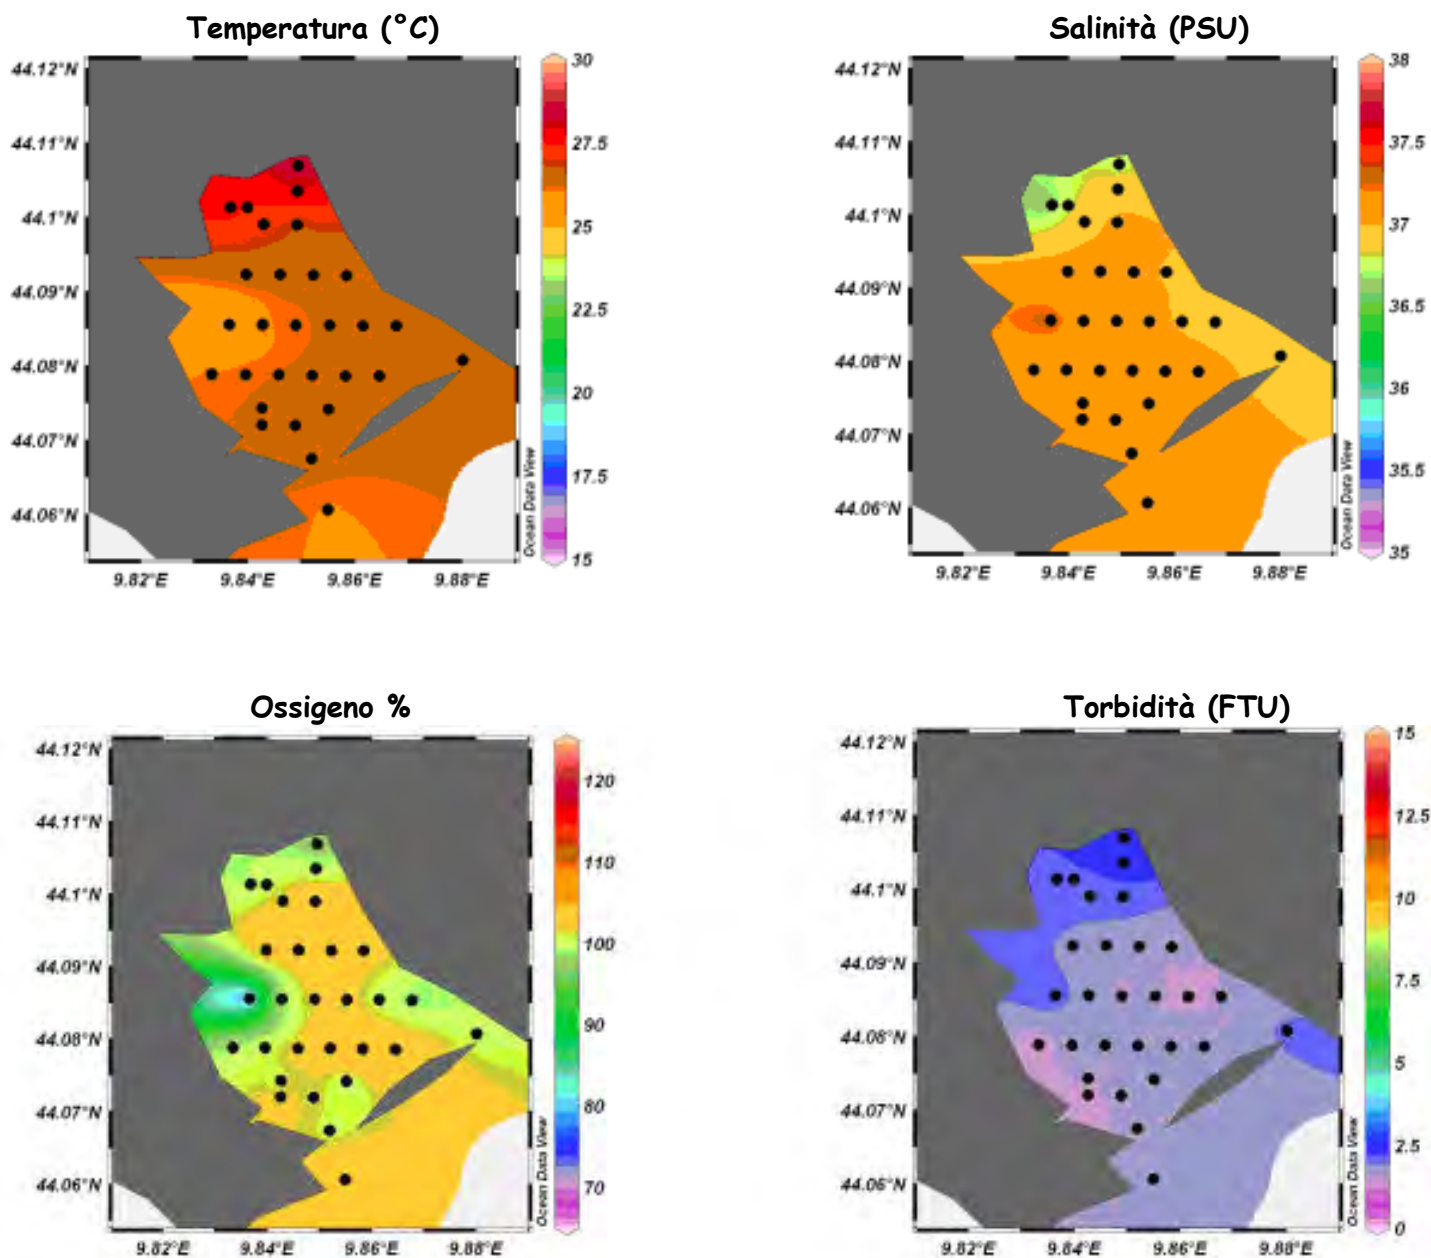 Temperatura (°C)
44.12°N
44.11°N
44.1°N
44.09°N
44.08°N
44.07°N
44.06°N
9.82°E 9.84°E 9.86°E 9.88°E
Ocean Data View
30
27.5
25
22.5
20
17.5
15
Salinità (PSU)
44.12°N
44.11°N
44.1°N
44.09°N
44.08°N
44.07°N
44.06°N
9.82°E 9.84°E 9.86°E 9.88°E
Ocean Data View
38
37.5
37
36.5
36
35.5
35
Ossigeno %
44.12°N
44.11°N
44.1°N
44.09°N
44.08°N
44.07°N
44.06°N
9.82°E 9.84°E 9.86°E 9.88°E
Ocean Data View
120
110
100
90
80
70
Torbidità (FTU)
44.12°N
44.11°N
44.1°N
44.09°N
44.08°N
44.07°N
44.06°N
9.82°E 9.84°E 9.86°E 9.88°E
Ocean Data View
15
12.5
10
7.5
5
2.5
0